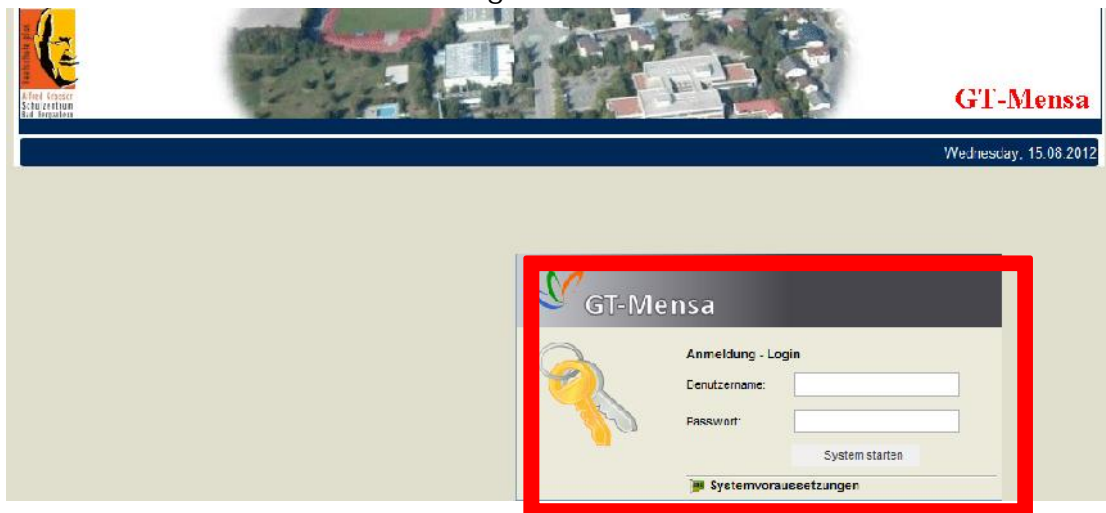 Alfred Grosser
Schulzentrum
Bad Bergzabern
GT-Mensa
Wednesday, 15.08.2012
GT-Mensa
Anmeldung - Login
Benutzername:
Passwort:
System starten
Systemvoraussetzungen